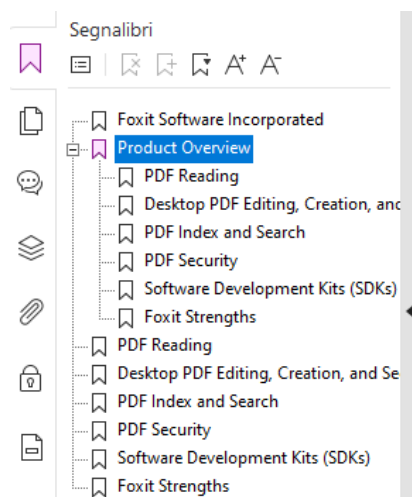 Segnalibri
A⁺ A⁻
Foxit Software Incorporated
Product Overview
PDF Reading
Desktop PDF Editing, Creation, and
PDF Index and Search
PDF Security
Software Development Kits (SDKs)
Foxit Strengths
PDF Reading
Desktop PDF Editing, Creation, and Se
PDF Index and Search
PDF Security
Software Development Kits (SDKs)
Foxit Strengths